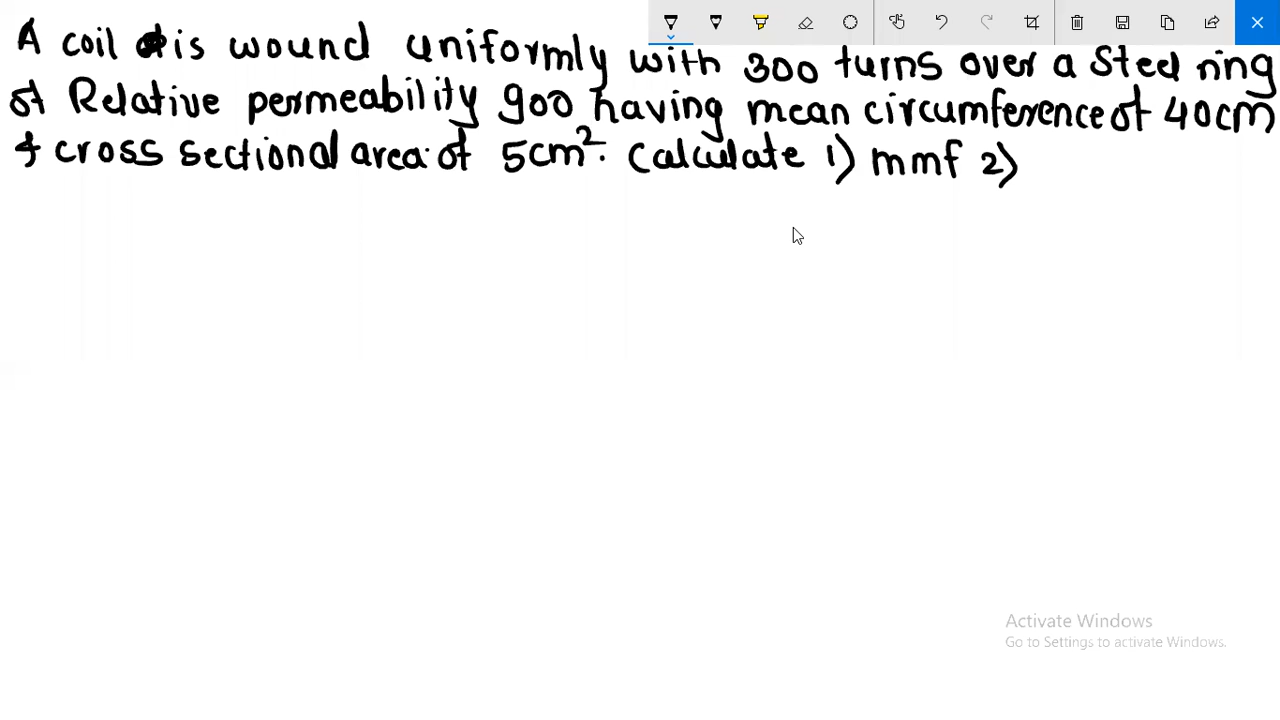 A coil is wound uniformly with 300 turns over a Steel ring
of Relative permeability 900 having mean circumference of 40cm
& cross sectional area of 5cm². Calculate 1) mmf 2)
Activate Windows
Go to Settings to activate Windows.